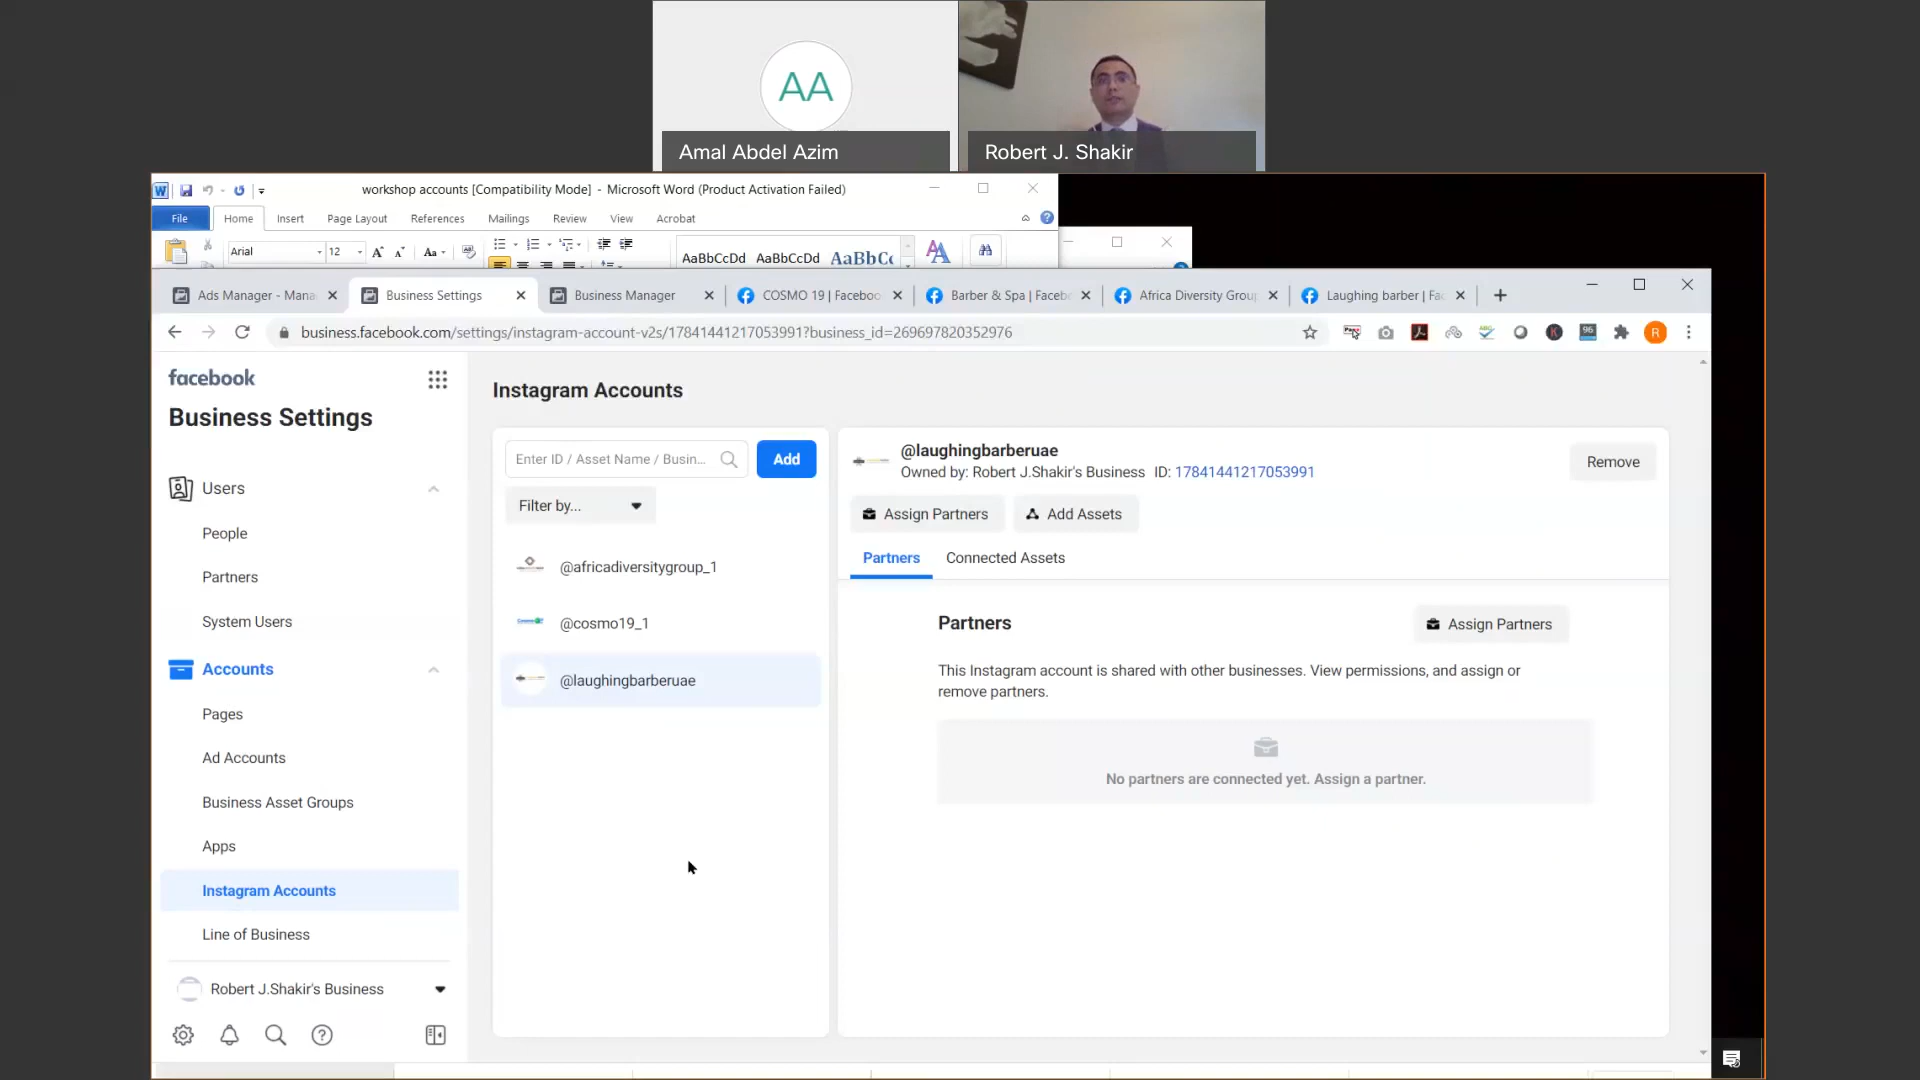 AA
Amal Abdel Azim
Robert J. Shakir
workshop accounts [Compatibility Mode] - Microsoft Word (Product Activation Failed)
File Home Insert Page Layout References Mailings Review View Acrobat
Arial 12
AaBbCcDd AaBbCcDd AaBbCc
Ads Manager - Mana
Business Settings
Business Manager
COSMO 19 | Faceboo
Barber & Spa | Faceb
Africa Diversity Group
Laughing barber | Fac
business.facebook.com/settings/instagram-account-v2s/17841441217053991?business_id=269697820352976
96
R
facebook
Business Settings
Users
People
Partners
System Users
Accounts
Pages
Ad Accounts
Business Asset Groups
Apps
Instagram Accounts
Line of Business
Robert J.Shakir's Business
Instagram Accounts
Enter ID / Asset Name / Busin...
Add
Filter by...
@africadiversitygroup_1
@cosmo19_1
@laughingbarberuae
@laughingbarberuae
Owned by: Robert J.Shakir's Business ID: 17841441217053991
Remove
Assign Partners
Add Assets
Partners
Connected Assets
Partners
Assign Partners
This Instagram account is shared with other businesses. View permissions, and assign or
remove partners.
No partners are connected yet. Assign a partner.